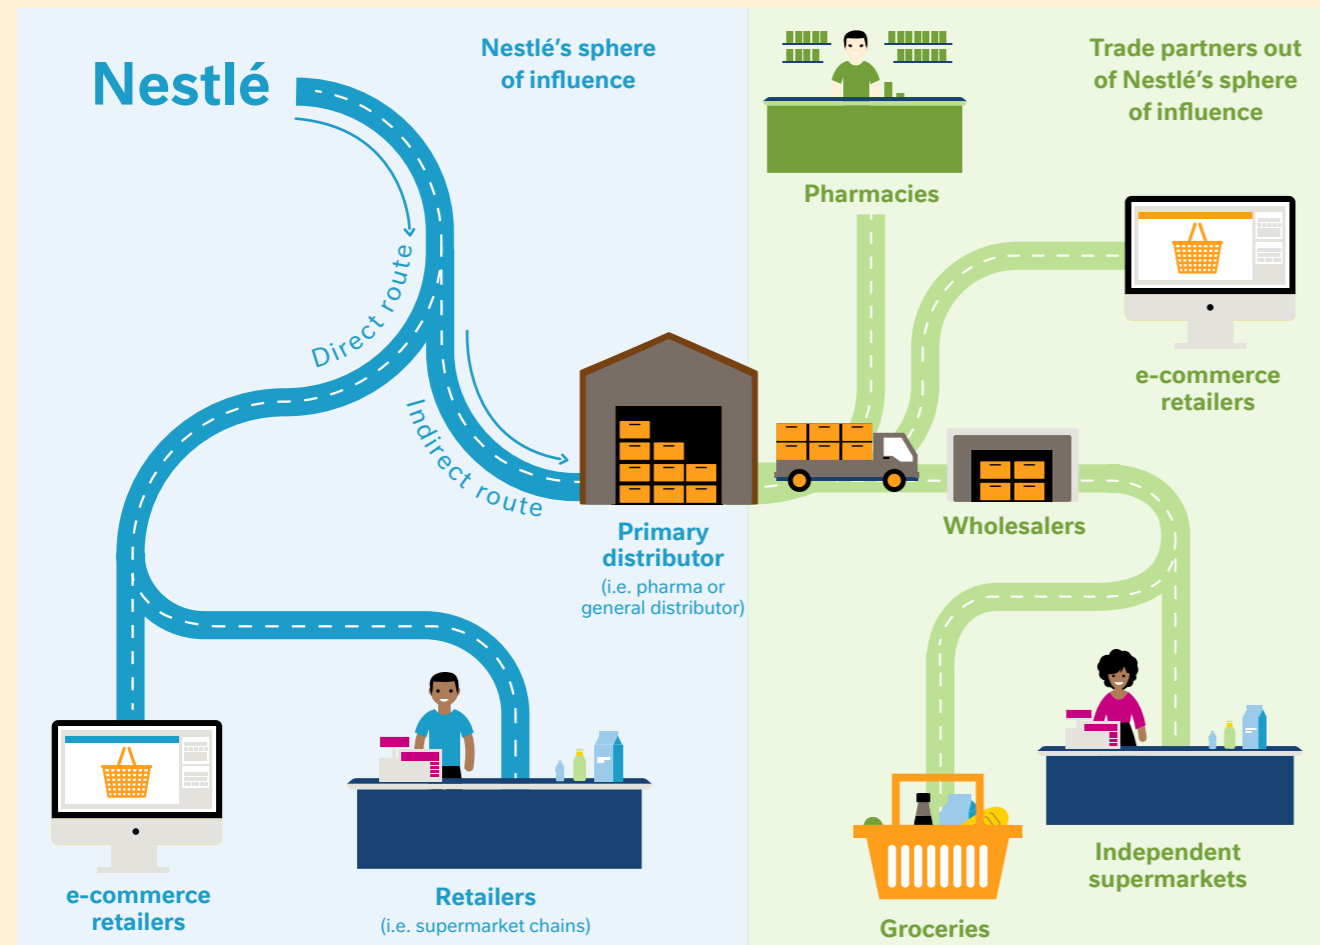 Nestlé
Nestlé’s sphere
of influence
Direct route
Indirect route
Primary
distributor
(i.e. pharma or
general distributor)
e-commerce
retailers
Retailers
(i.e. supermarket chains)
Trade partners out
of Nestlé’s sphere
of influence
Pharmacies
e-commerce
retailers
Wholesalers
Independent
supermarkets
Groceries